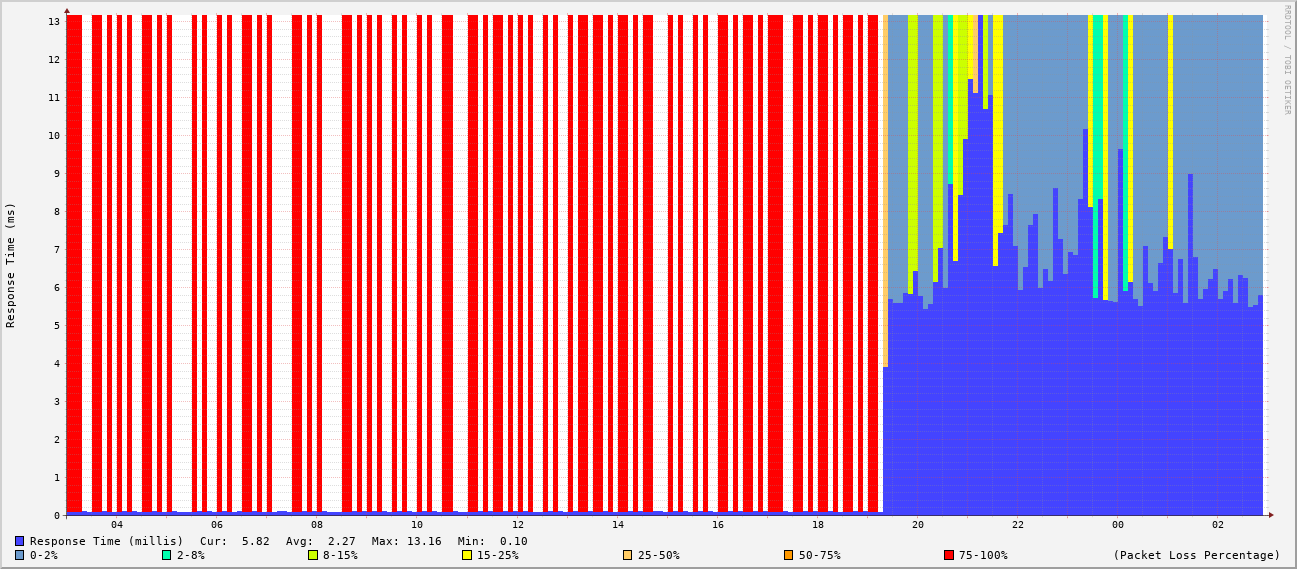 13
12
11
10
9
8
7
6
5
4
3
2
1
0
Response Time (ms)
04 06 08 10 12 14 16 18 20 22 00 02
RRDTOOL / TOBI OETIKER
Response Time (millis) Cur: 5.82 Avg: 2.27 Max: 13.16 Min: 0.10
0-2% 2-8% 8-15% 15-25% 25-50% 50-75% 75-100% (Packet Loss Percentage)